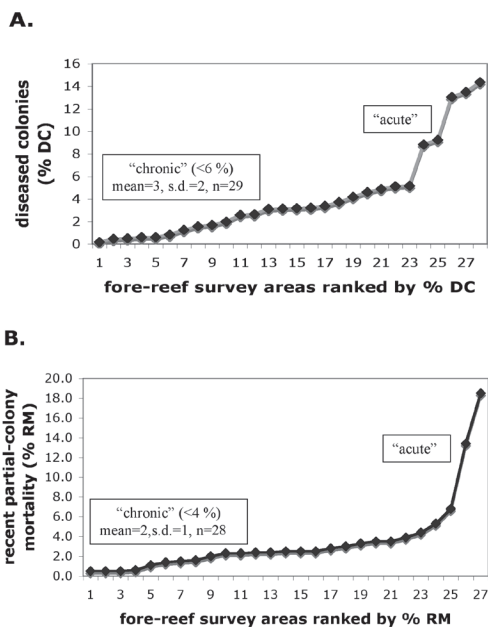 A.
diseased colonies
(% DC)
16
14
12
10
8
6
4
2
0
"acute"
"chronic" (<6 %)
mean=3, s.d.=2, n=29
1 3 5 7 9 11 13 15 17 19 21 23 25 27
fore-reef survey areas ranked by % DC
B.
recent partial-colony
mortality (% RM)
20.0
18.0
16.0
14.0
12.0
10.0
8.0
6.0
4.0
2.0
0.0
"acute"
"chronic" (<4 %)
mean=2,s.d.=1, n=28
1 3 5 7 9 11 13 15 17 19 21 23 25 27
fore-reef survey areas ranked by % RM